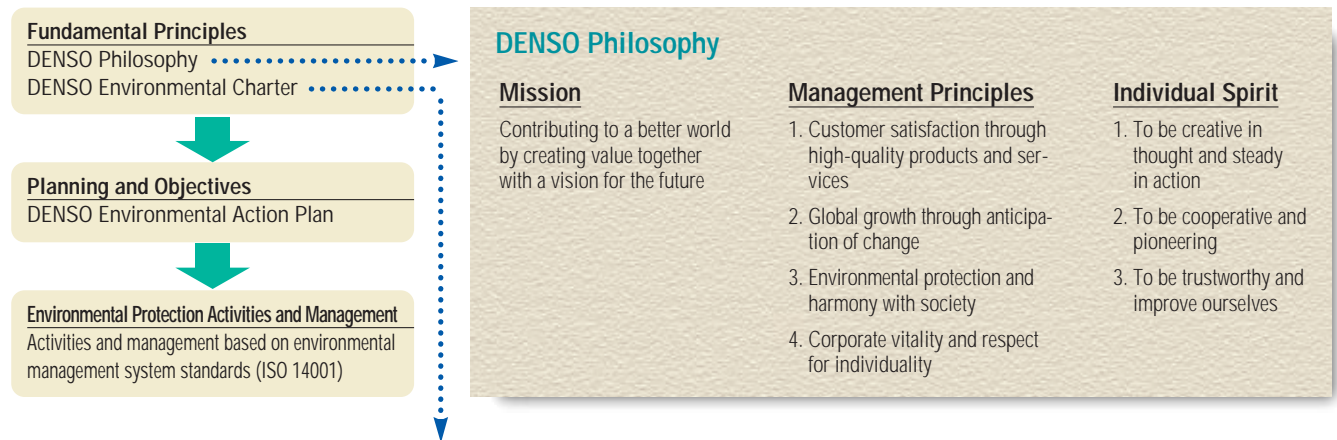 Fundamental Principles
DENSO Philosophy
DENSO Environmental Charter
Planning and Objectives
DENSO Environmental Action Plan
Environmental Protection Activities and Management
Activities and management based on environmental
management system standards (ISO 14001)
DENSO Philosophy
Mission
Contributing to a better world
by creating value together
with a vision for the future
Management Principles
1. Customer satisfaction through
high-quality products and ser-
vices
2. Global growth through anticipa-
tion of change
3. Environmental protection and
harmony with society
4. Corporate vitality and respect
for individuality
Individual Spirit
1. To be creative in
thought and steady
in action
2. To be cooperative and
pioneering
3. To be trustworthy and
improve ourselves